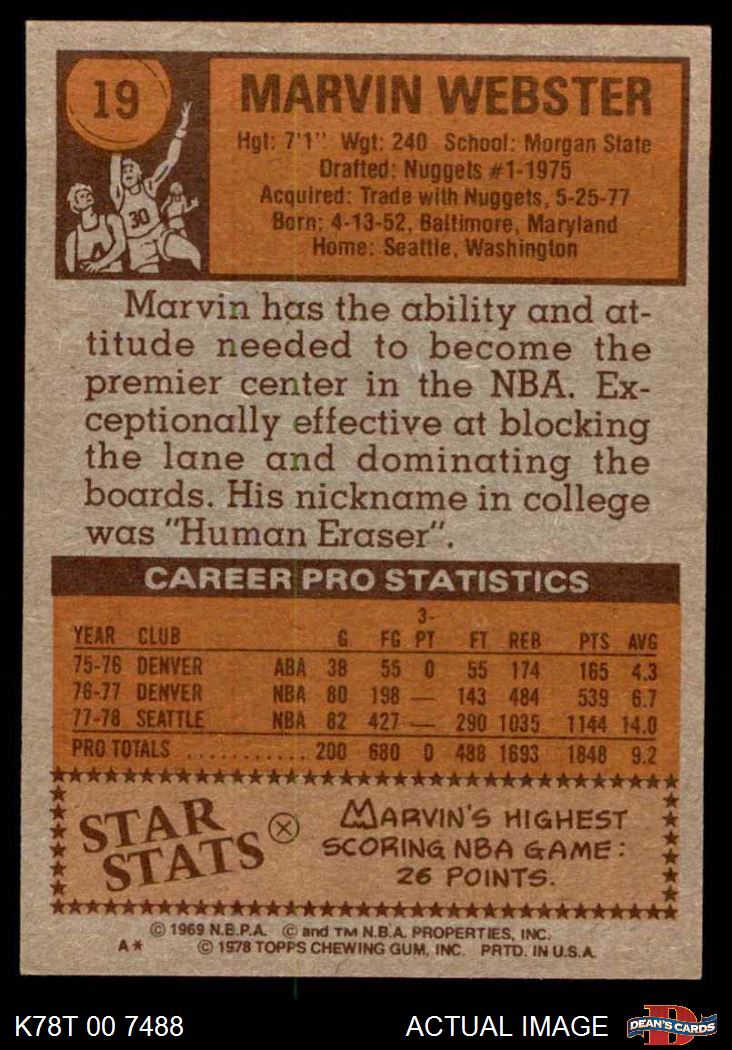 19
MARVIN WEBSTER
Hgt: 7'1" Wgt: 240 School: Morgan State
Drafted: Nuggets #1-1975
Acquired: Trade with Nuggets, 5-25-77
Born: 4-13-52, Baltimore, Maryland
Home: Seattle, Washington
30
4
Marvin has the ability and at-
titude needed to become the
premier center in the NBA. Ex-
ceptionally effective at blocking
the lane and dominating the
boards. His nickname in college
was "Human Eraser".
CAREER PRO STATISTICS
YEAR CLUB G FG 3-PT FT REB PTS AVG
75-76 DENVER ABA 38 55 0 55 174 165 4.3
76-77 DENVER NBA 80 198 — 143 484 539 6.7
77-78 SEATTLE NBA 82 427 — 290 1035 1144 14.0
PRO TOTALS ........... 200 680 0 488 1693 1848 9.2
STAR
STATS
MARVIN'S HIGHEST
SCORING NBA GAME:
26 POINTS.
© 1969 N.B.P.A. © and TM N.B.A. PROPERTIES, INC.
A* © 1978 TOPPS CHEWING GUM, INC. PRTD. IN U.S.A.
K78T 00 7488 ACTUAL IMAGE D DEAN'S CARDS